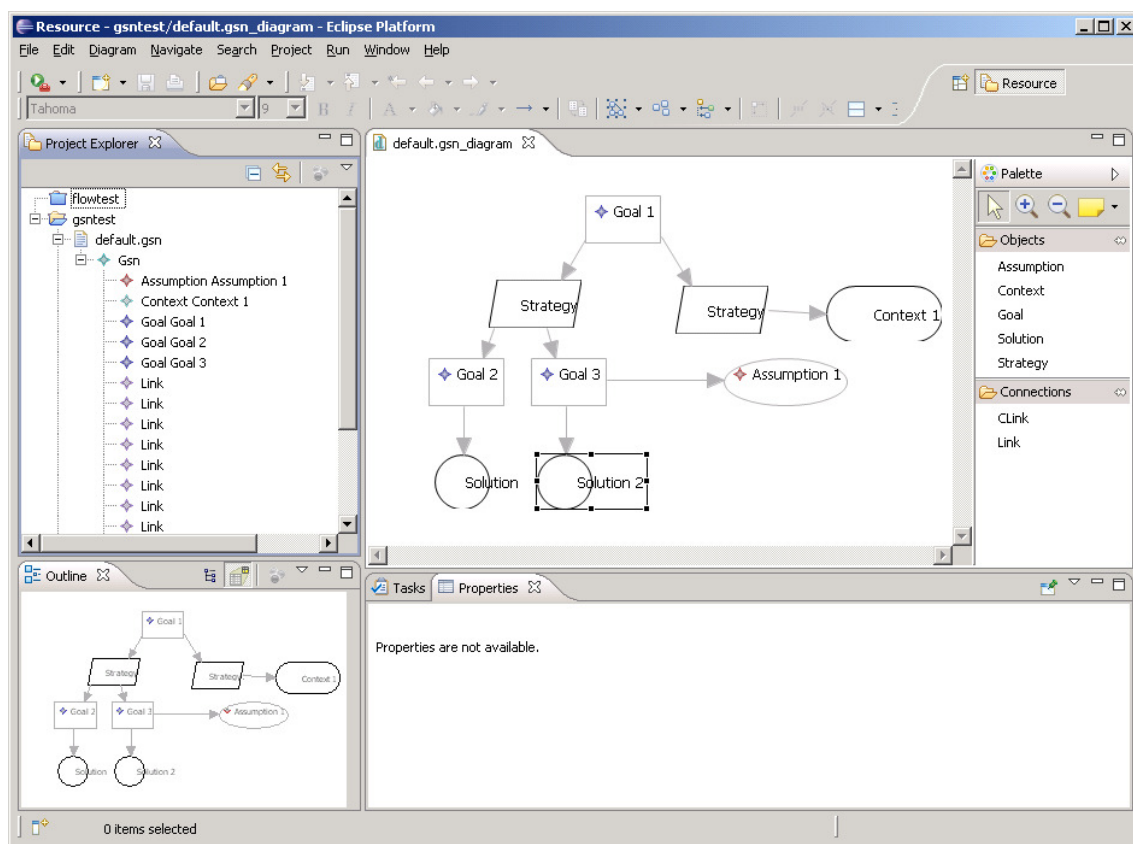 Resource - gsntest/default.gsn_diagram - Eclipse Platform
File Edit Diagram Navigate Search Project Run Window Help
Resource
Tahoma 9 B I A
Project Explorer
flowtest
gsntest
default.gsn
Gsn
Assumption Assumption 1
Context Context 1
Goal Goal 1
Goal Goal 2
Goal Goal 3
Link
Link
Link
Link
Link
Link
Link
Link
default.gsn_diagram
Goal 1
Strategy
Strategy
Context 1
Goal 2
Goal 3
Assumption 1
Solution
Solution 2
Palette
Objects
Assumption
Context
Goal
Solution
Strategy
Connections
CLink
Link
Outline
Goal 1
Strategy
Strategy
Context 1
Goal 2
Goal 3
Assumption 1
Solution
Solution 2
Tasks
Properties
Properties are not available.
0 items selected